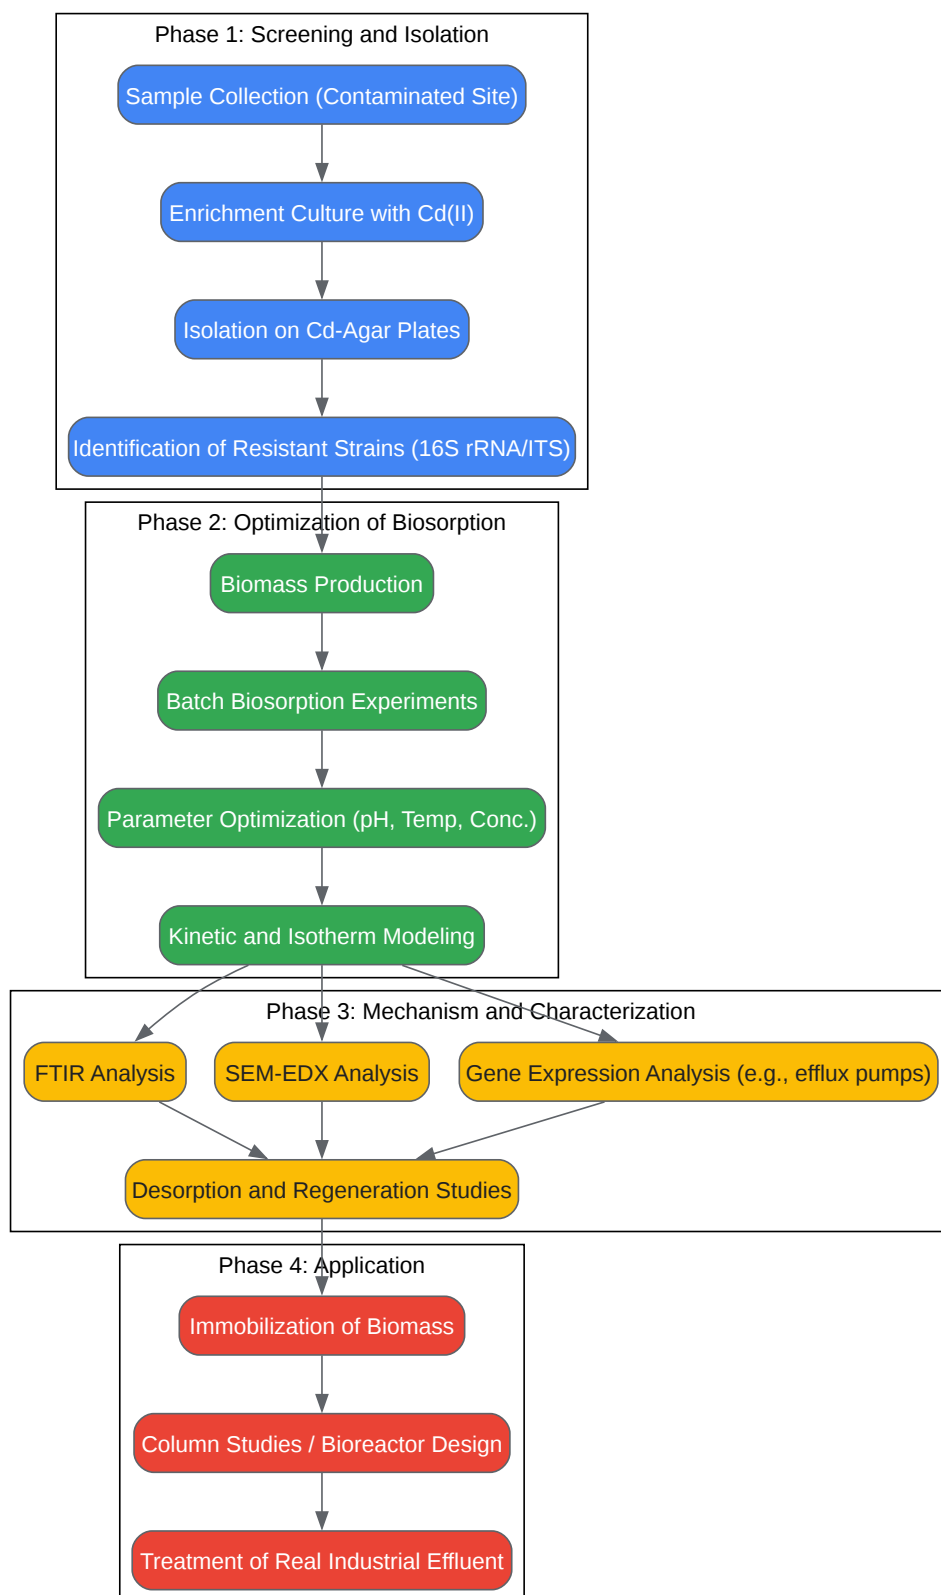 Phase 1: Screening and Isolation
Sample Collection (Contaminated Site)
Enrichment Culture with Cd(II)
Isolation on Cd-Agar Plates
Identification of Resistant Strains (16S rRNA/ITS)
Phase 2: Optimization of Biosorption
Biomass Production
Batch Biosorption Experiments
Parameter Optimization (pH, Temp, Conc.)
Kinetic and Isotherm Modeling
Phase 3: Mechanism and Characterization
FTIR Analysis
SEM-EDX Analysis
Gene Expression Analysis (e.g., efflux pumps)
Desorption and Regeneration Studies
Phase 4: Application
Immobilization of Biomass
Column Studies / Bioreactor Design
Treatment of Real Industrial Effluent